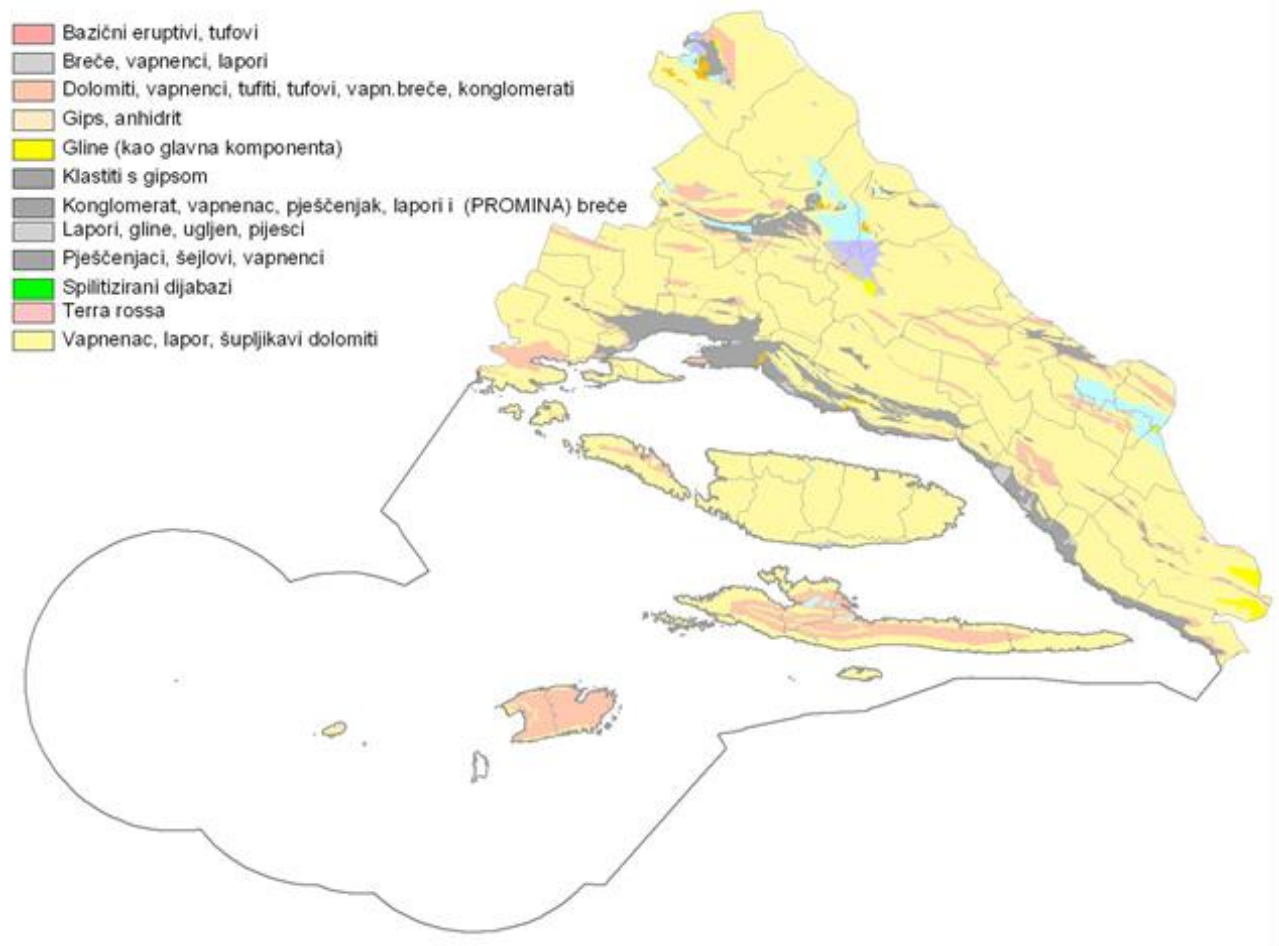 Bazični eruptivi, tufovi
Breče, vapnenci, lapori
Dolomiti, vapnenci, tufiti, tufovi, vapn.breče, konglomerati
Gips, anhidrit
Gline (kao glavna komponenta)
Klastiti s gipsom
Konglomerat, vapnenac, pješčenjak, lapori i  (PROMINA) breče
Lapori, gline, ugljen, pijesci
Pješčenjaci, šejlovi, vapnenci
Spilitizirani dijabazi
Terra rossa
Vapnenac, lapor, šupljikavi dolomiti